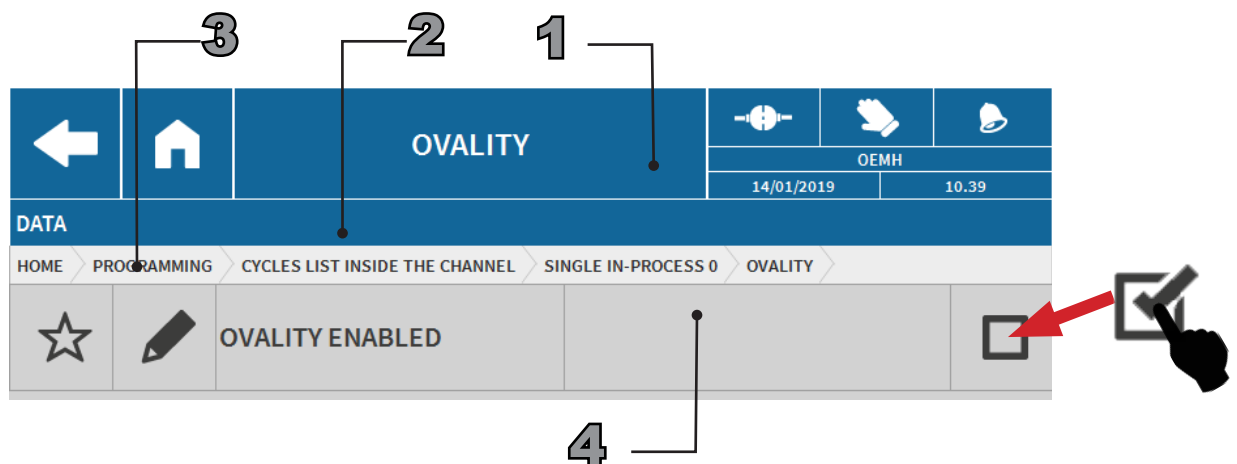 3 2 1
OVALITY
OEMH
14/01/2019 10.39
DATA
HOME PROGRAMMING CYCLES LIST INSIDE THE CHANNEL SINGLE IN-PROCESS 0 OVALITY
OVALITY ENABLED
4